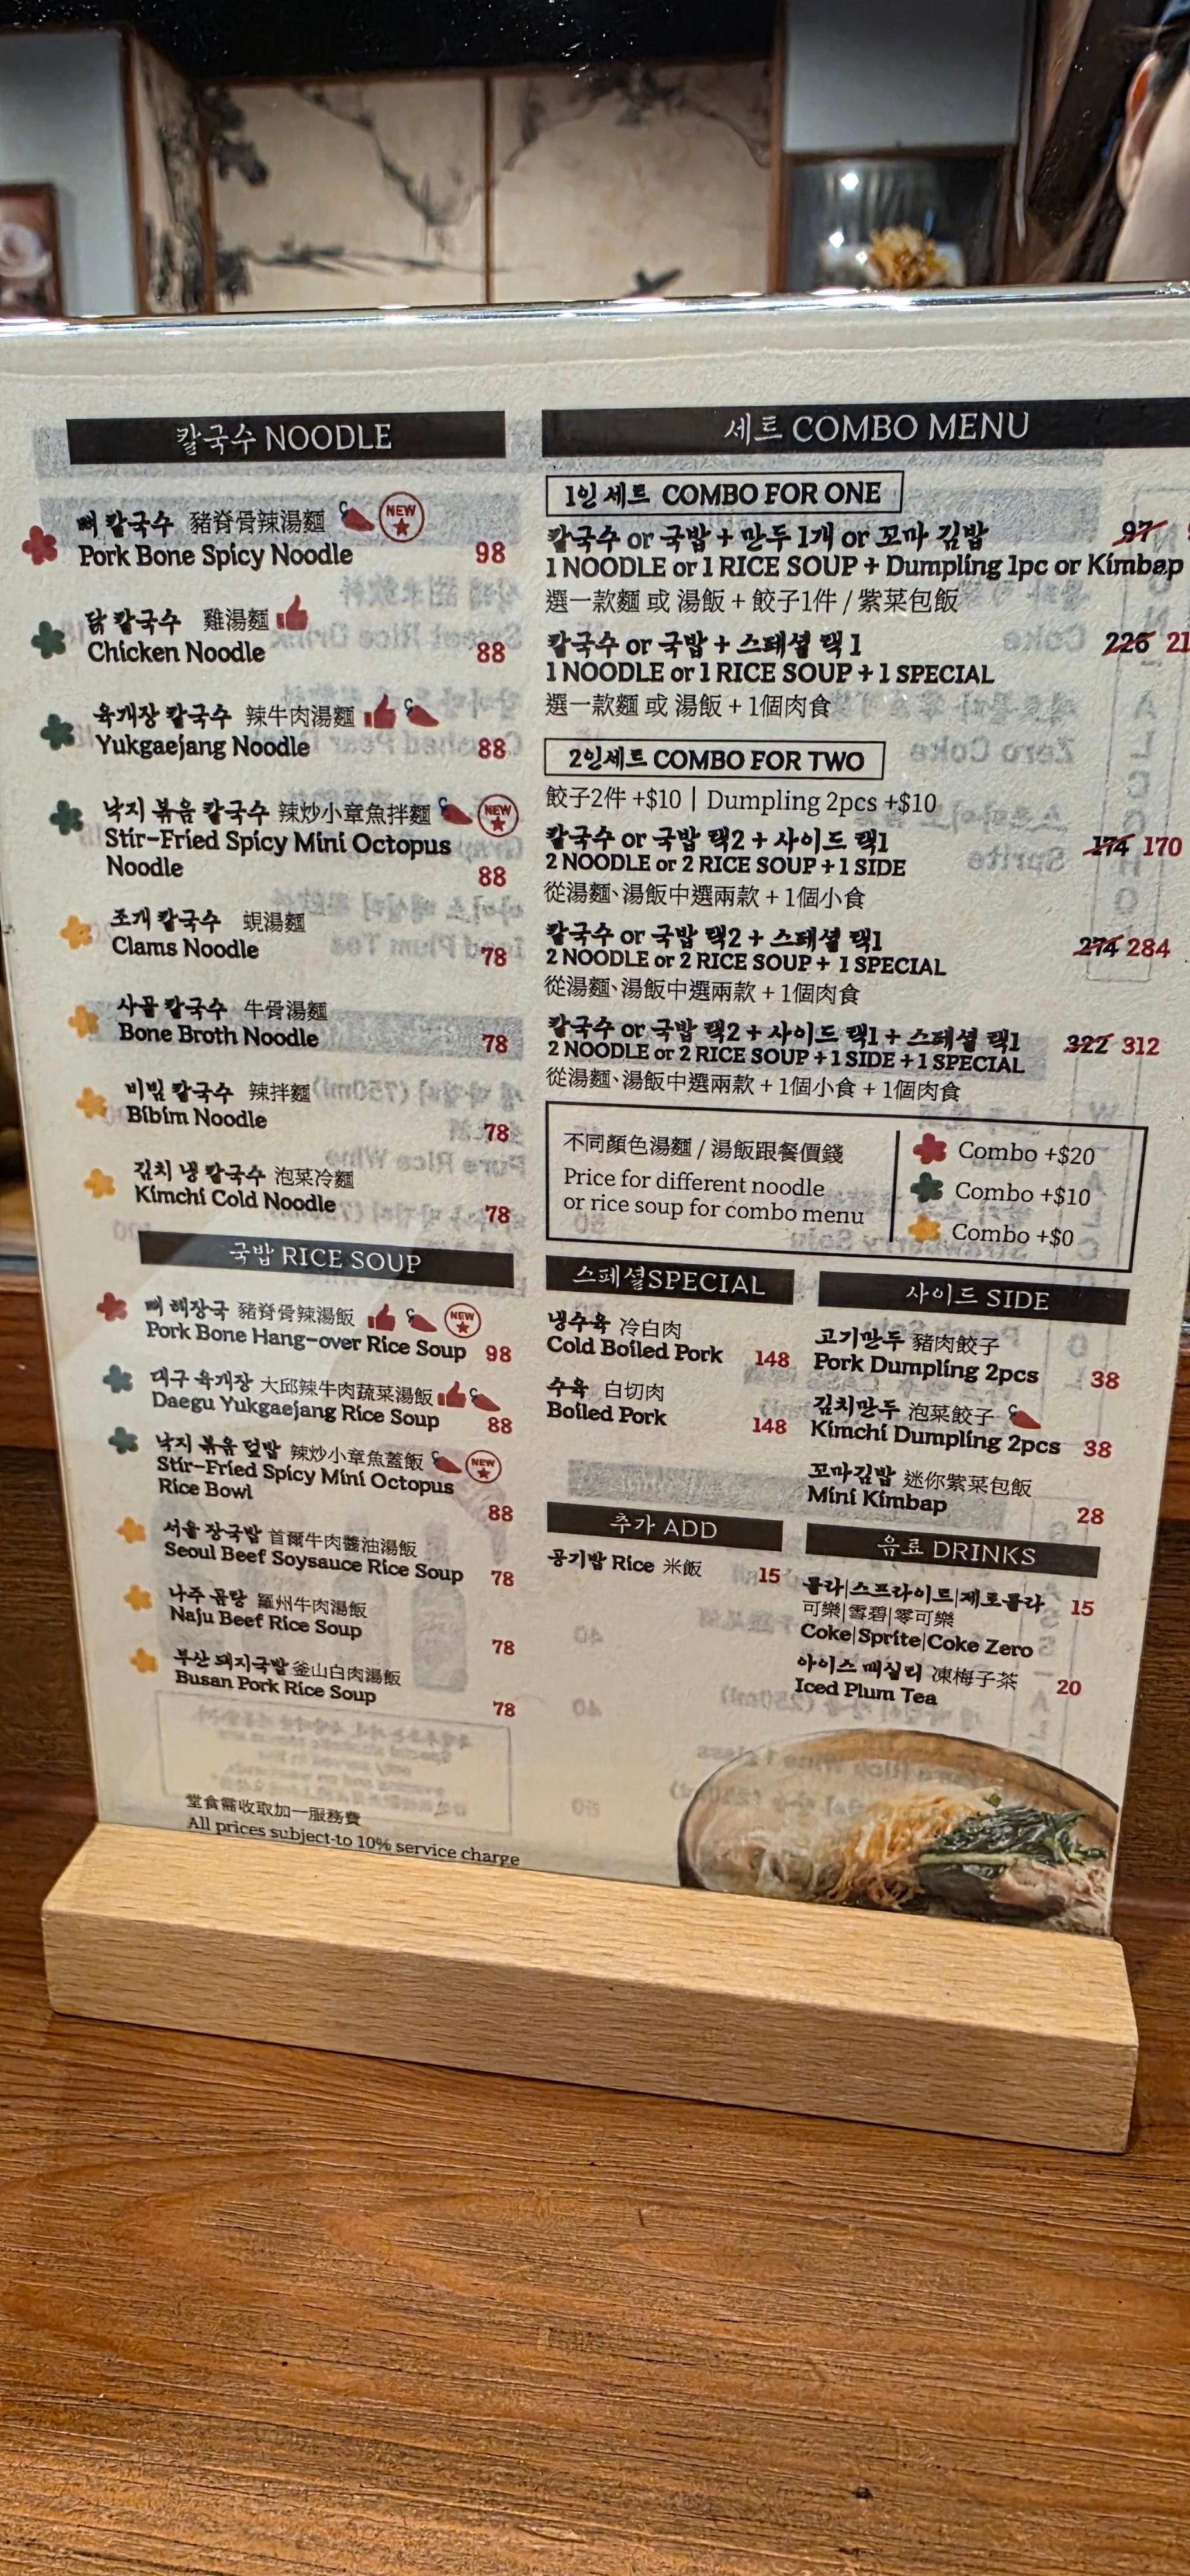 칼국수 NOODLE
뼈 칼국수 豬脊骨辣湯麵 NEW
Pork Bone Spicy Noodle 98
닭 칼국수 雞湯麵
Chicken Noodle 88
육개장 칼국수 辣牛肉湯麵
Yukgaejang Noodle 88
낙지 볶음 칼국수 辣炒小章魚拌麵 NEW
Stir-Fried Spicy Mini Octopus
Noodle 88
조개 칼국수 蜆湯麵
Clams Noodle 78
사골 칼국수 牛骨湯麵
Bone Broth Noodle 78
비빔 칼국수 辣拌麵
Bibim Noodle 78
김치 냉 칼국수 泡菜冷麵
Kimchi Cold Noodle 78
국밥 RICE SOUP
뼈 해장국 豬脊骨辣湯飯 NEW
Pork Bone Hang-over Rice Soup 98
대구 육개장 大邱辣牛肉蔬菜湯飯
Daegu Yukgaejang Rice Soup 88
낙지 볶음 덮밥 辣炒小章魚蓋飯 NEW
Stir-Fried Spicy Mini Octopus
Rice Bowl 88
서울 장국밥 首爾牛肉醬油湯飯
Seoul Beef Soysauce Rice Soup 78
나주 곰탕 羅州牛肉湯飯
Naju Beef Rice Soup 78
부산 돼지국밥 釜山白肉湯飯
Busan Pork Rice Soup 78
堂食需收取加一服務費
All prices subject to 10% service charge
세트 COMBO MENU
1인 세트 COMBO FOR ONE
칼국수 or 국밥 + 만두 1개 or 꼬마 김밥 97
1 NOODLE or 1 RICE SOUP + Dumpling 1pc or Kimbap
選一款麵 或 湯飯 + 餃子1件 / 紫菜包飯
칼국수 or 국밥 + 스페셜 택 1 226 21
1 NOODLE or 1 RICE SOUP + 1 SPECIAL
選一款麵 或 湯飯 + 1個肉食
2인세트 COMBO FOR TWO
餃子2件 +$10 | Dumpling 2pcs +$10
칼국수 or 국밥 택2 + 사이드 택1 174 170
2 NOODLE or 2 RICE SOUP + 1 SIDE
從湯麵、湯飯中選兩款 + 1個小食
칼국수 or 국밥 택2 + 스페셜 택1 274 284
2 NOODLE or 2 RICE SOUP + 1 SPECIAL
從湯麵、湯飯中選兩款 + 1個肉食
칼국수 or 국밥 택2 + 사이드 택1 + 스페셜 택1 322 312
2 NOODLE or 2 RICE SOUP + 1 SIDE + 1 SPECIAL
從湯麵、湯飯中選兩款 + 1個小食 + 1個肉食
不同顏色湯麵 / 湯飯跟餐價錢
Price for different noodle
or rice soup for combo menu
Combo +$20
Combo +$10
Combo +$0
스페셜SPECIAL
냉수육 冷白肉
Cold Boiled Pork 148
수육 白切肉
Boiled Pork 148
추가 ADD
공기밥 Rice 米飯 15
사이드 SIDE
고기만두 豬肉餃子
Pork Dumpling 2pcs 38
김치만두 泡菜餃子
Kimchi Dumpling 2pcs 38
꼬마김밥 迷你紫菜包飯
Mini Kimbap 28
음료 DRINKS
콜라|스프라이트|제로콜라 15
可樂|雪碧|零可樂
Coke|Sprite|Coke Zero
아이스 매실티 凍梅子茶 20
Iced Plum Tea